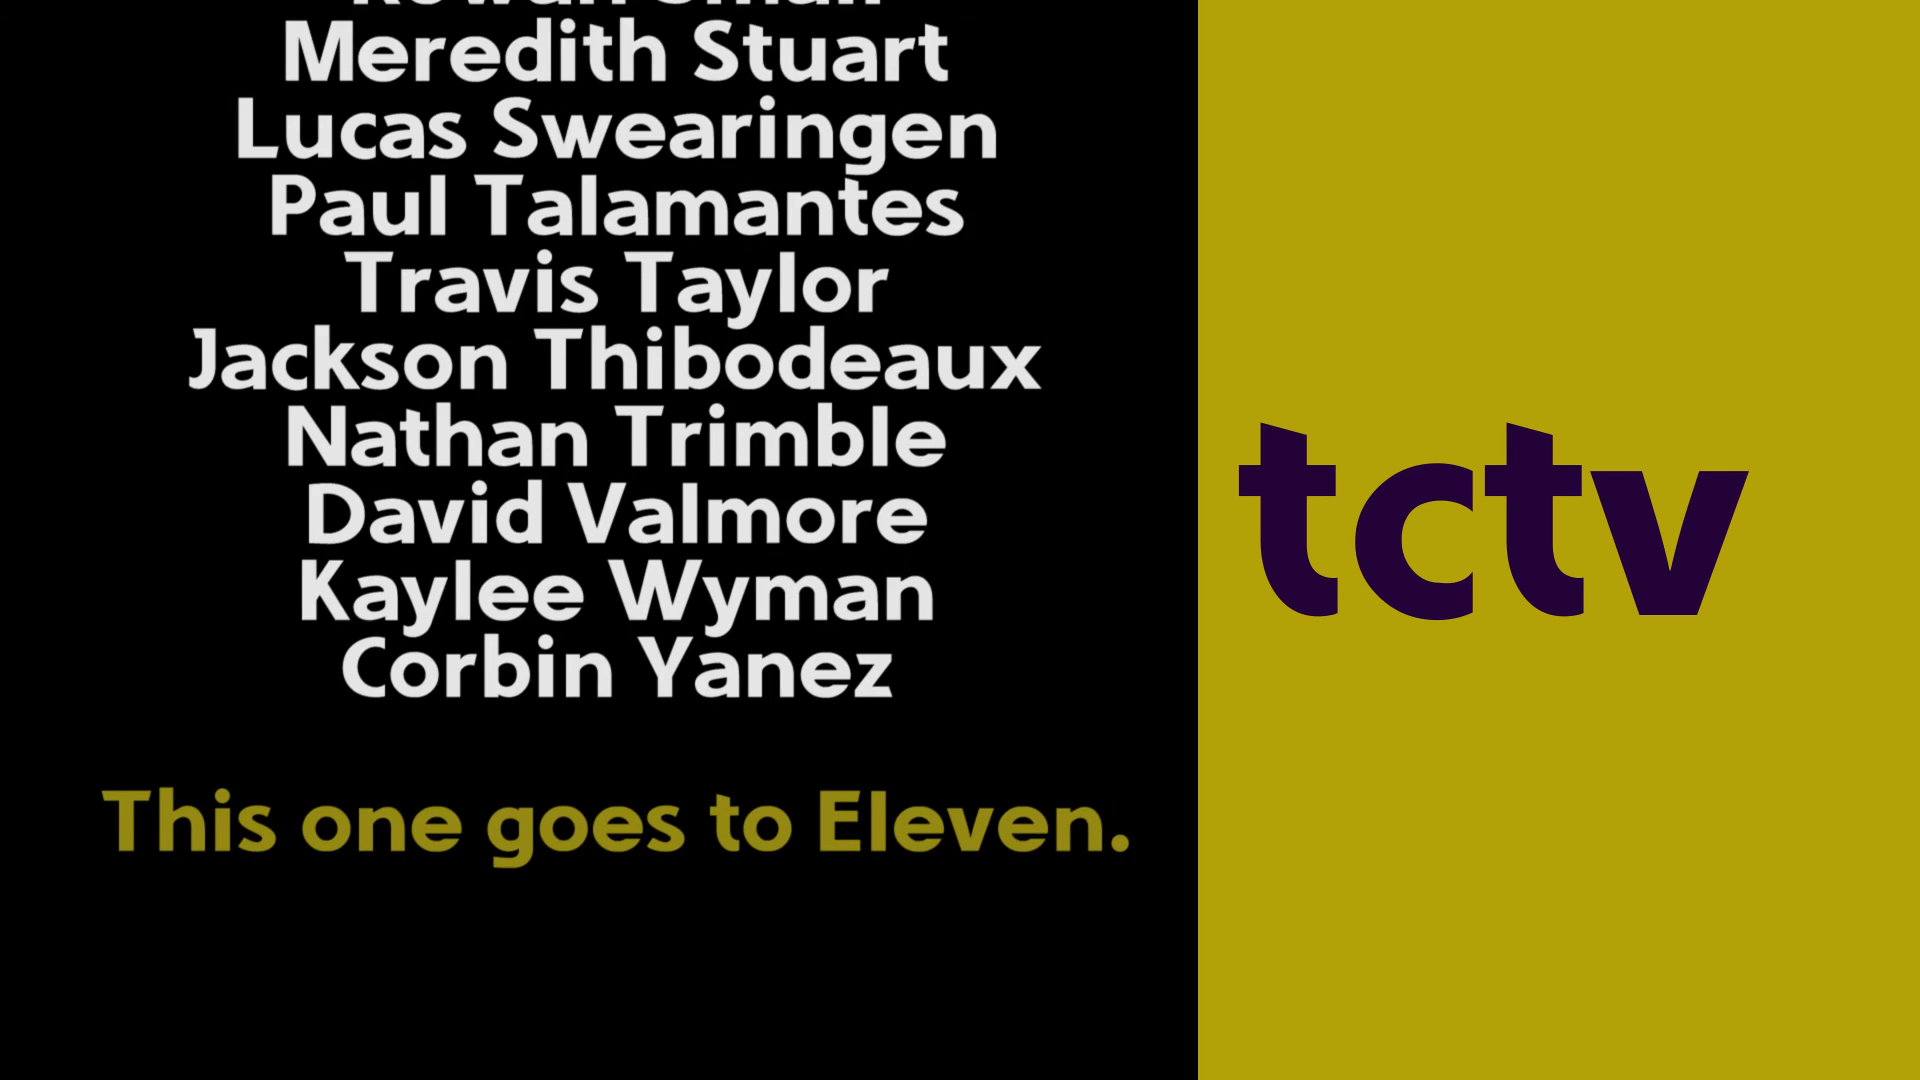 Meredith Stuart
Lucas Swearingen
Paul Talamantes
Travis Taylor
Jackson Thibodeaux
Nathan Trimble
David Valmore
Kaylee Wyman
Corbin Yanez
This one goes to Eleven.
tctv